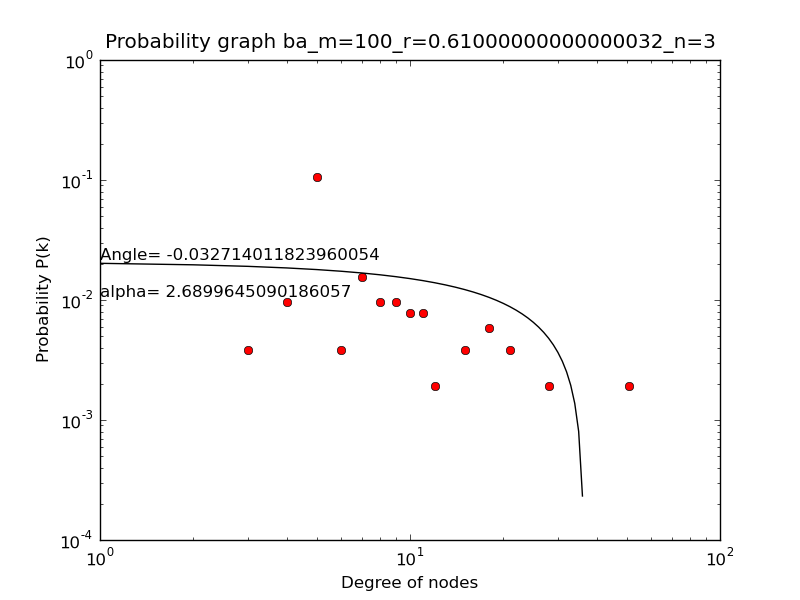 Probability graph ba_m=100_r=0.61000000000000032_n=3
10^0
10^-1
Angle= -0.032714011823960054
alpha= 2.6899645090186057
10^-2
Probability P(k)
10^-3
10^-4
10^0 10^1 10^2
Degree of nodes